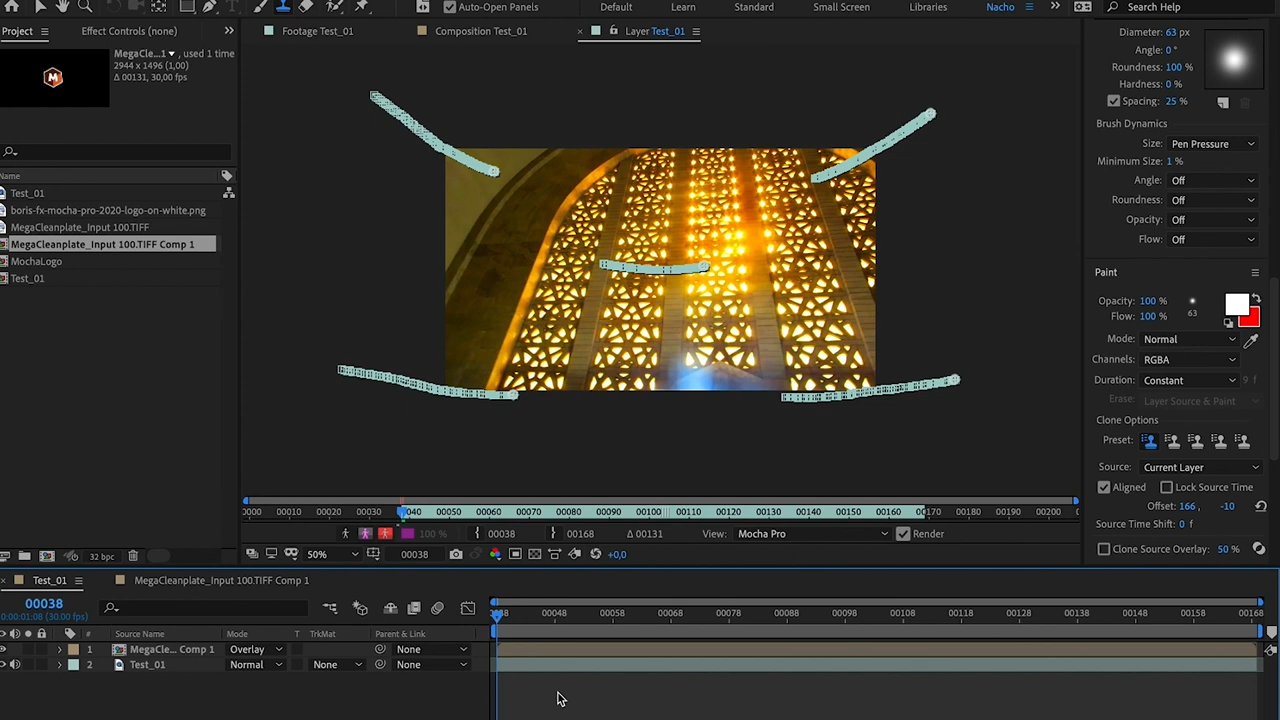 Auto-Open Panels Default Learn Standard Small Screen Libraries Nacho Search Help
Project Effect Controls (none)
Footage Test_01 Composition Test_01 Layer Test_01
MegaCle...1, used 1 time
2944 x 1496 (1,00)
Δ 00131, 30,00 fps
M
Name
Test_01
boris-fx-mocha-pro-2020-logo-on-white.png
MegaCleanplate_Input 100.TIFF
MegaCleanplate_Input 100.TIFF Comp 1
MochaLogo
Test_01
32 bpc
0000 00010 00020 00030 0040 00050 00060 00070 00080 00090 00100 00110 00120 00130 00140 00150 00160 00170 00180 00190 00200
100 % 00038 00168 Δ 00131 View: Mocha Pro Render
50% 00038 +0,0
Diameter: 63 px
Angle: 0 °
Roundness: 100 %
Hardness: 0 %
Spacing: 25 %
Brush Dynamics
Size: Pen Pressure
Minimum Size: 1 %
Angle: Off
Roundness: Off
Opacity: Off
Flow: Off
Paint
Opacity: 100 %
Flow: 100 % 63
Mode: Normal
Channels: RGBA
Duration: Constant 9 f
Erase: Layer Source & Paint
Clone Options
Preset:
Source: Current Layer
Aligned Lock Source Time
Offset: 166 , -10
Source Time Shift: 0 f
Clone Source Overlay: 50 %
Test_01 MegaCleanplate_Input 100.TIFF Comp 1
00038
0:00:01:08 (30.00 fps)
00048 00058 00068 00078 00088 00098 00108 00118 00128 00138 00148 00158 00168
# Source Name Mode T TrkMat Parent & Link
1 MegaCle... Comp 1 Overlay None
2 Test_01 Normal None None